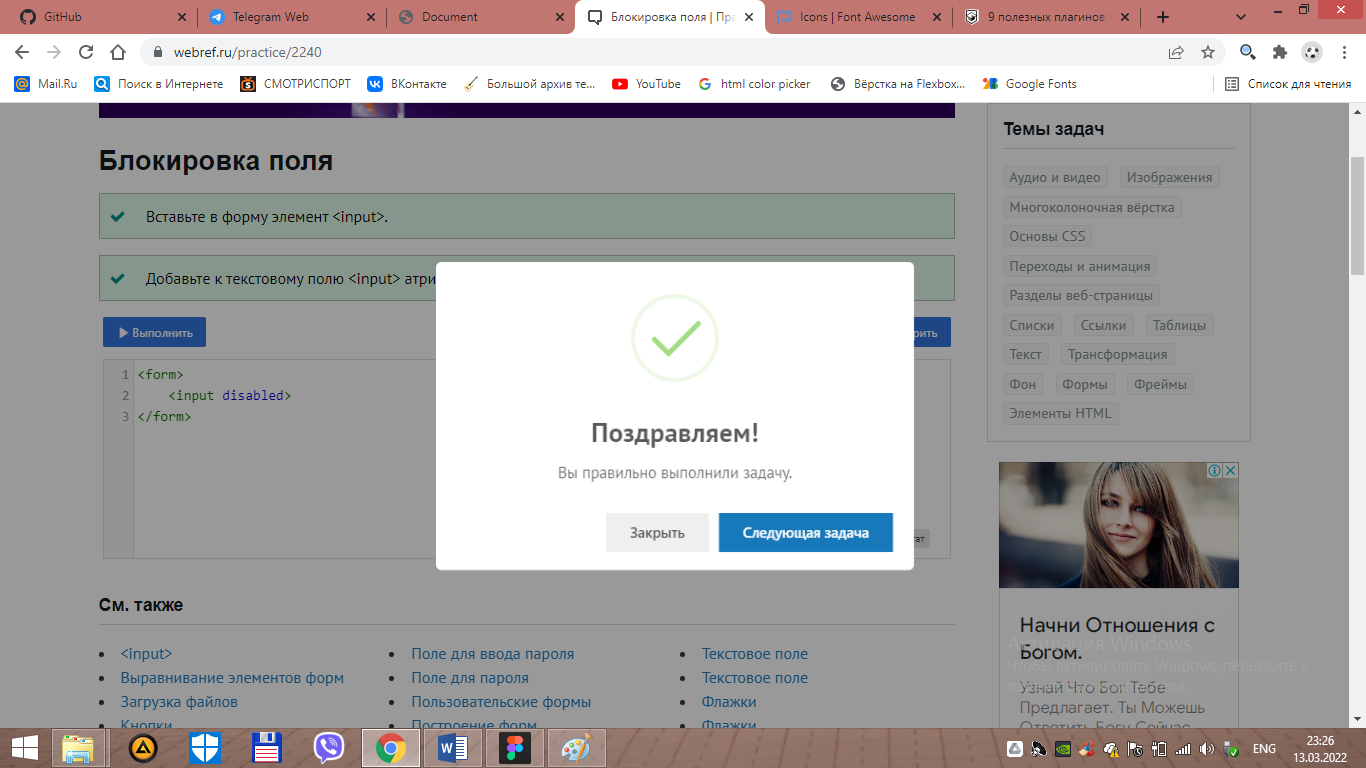 GitHub
Telegram Web
Document
Блокировка поля | Пра
Icons | Font Awesome
9 полезных плагинов
webref.ru/practice/2240
Mail.Ru
Поиск в Интернете
СМОТРИСПОРТ
ВКонтакте
Большой архив те...
YouTube
html color picker
Вёрстка на Flexbox...
Google Fonts
Список для чтения
Блокировка поля
Вставьте в форму элемент <input>.
Добавьте к текстовому полю <input> атри
Выполнить
рить
1 <form>
2 <input disabled>
3 </form>
тат
Поздравляем!
Вы правильно выполнили задачу.
Закрыть
Следующая задача
См. также
<input>
Выравнивание элементов форм
Загрузка файлов
Кнопки
Поле для ввода пароля
Поле для пароля
Пользовательские формы
Построение форм
Текстовое поле
Текстовое поле
Флажки
Флажки
Темы задач
Аудио и видео
Изображения
Многоколоночная вёрстка
Основы CSS
Переходы и анимация
Разделы веб-страницы
Списки
Ссылки
Таблицы
Текст
Трансформация
Фон
Формы
Фреймы
Элементы HTML
Начни Отношения с
Богом.
Узнай Что Бог Тебе
Предлагает. Ты Можешь
Ответить Богу Сейчас
Активация Windows
Чтобы активировать Windows, перейдите к
ENG
23:26
13.03.2022